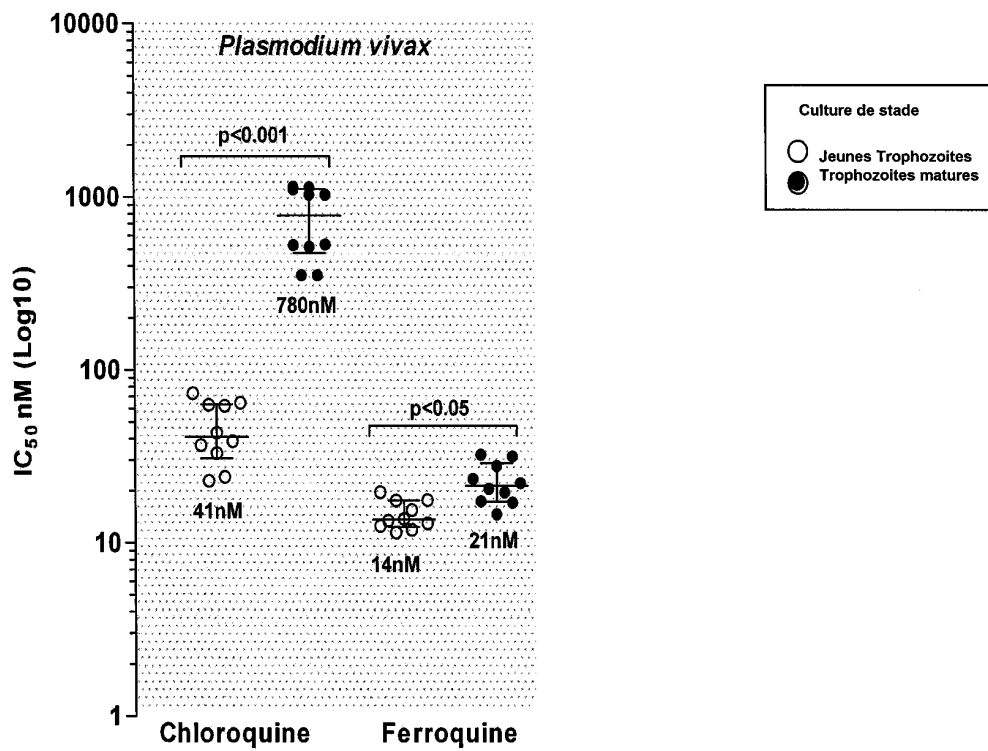 Plasmodium vivax
10000
1000
100
10
1
IC50 nM (Log10)
p<0.001
780nM
41nM
p<0.05
14nM
21nM
Chloroquine
Ferroquine
Culture de stade
Jeunes Trophozoites
Trophozoites matures